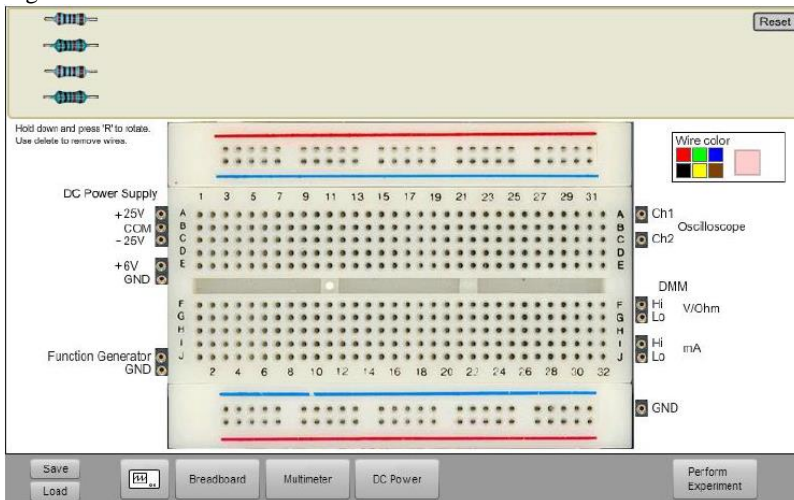 Reset
Hold down and press 'R' to rotate.
Use delete to remove wires.
Wire color
DC Power Supply
+25V
COM
-25V
+6V
GND
Function Generator
GND
1 3 5 7 9 11 13 15 17 19 21 23 25 27 29 31
A
B
C
D
E
F
G
H
I
J
A
B
C
D
E
F
G
H
I
J
2 4 6 8 10 12 14 16 18 20 22 24 26 28 30 32
Ch1
Oscilloscope
Ch2
DMM
Hi
V/Ohm
Lo
Hi
mA
Lo
GND
Save
Load
Breadboard
Multimeter
DC Power
Perform
Experiment